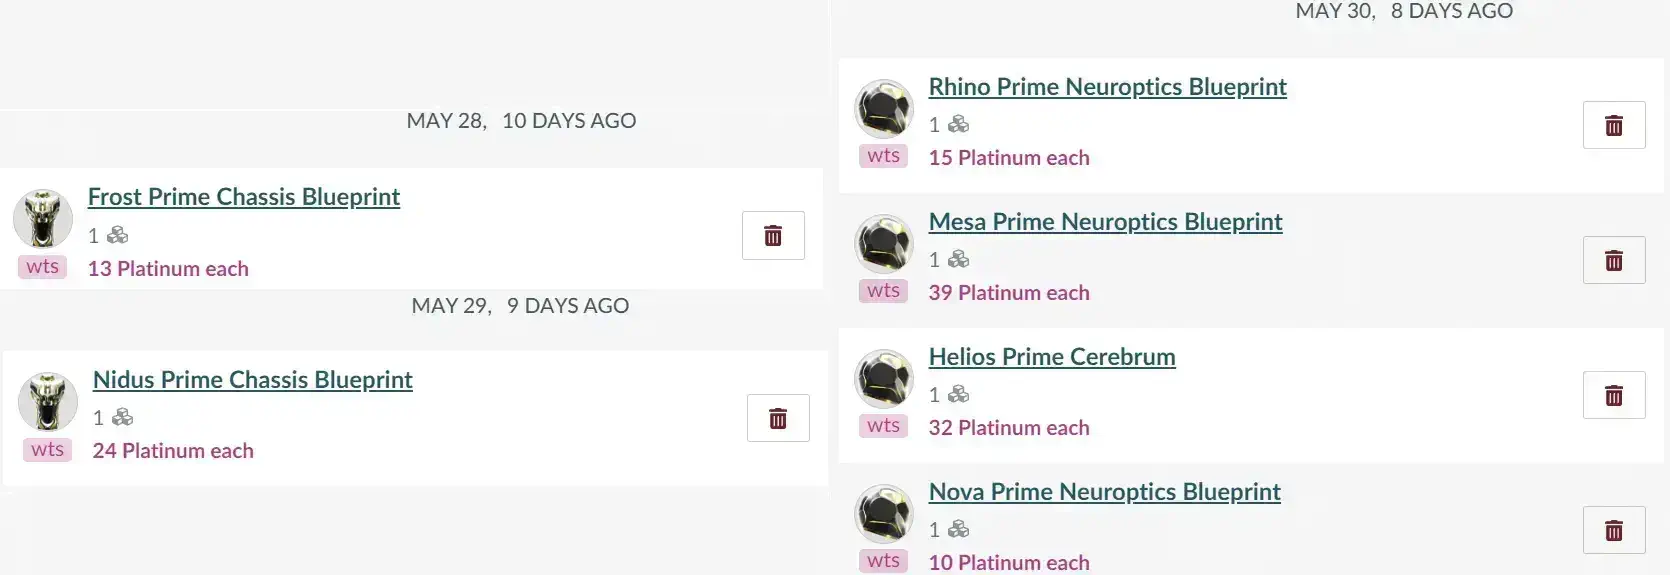 MAY 28, 10 DAYS AGO
Frost Prime Chassis Blueprint
1
wts
13 Platinum each
MAY 29, 9 DAYS AGO
Nidus Prime Chassis Blueprint
1
wts
24 Platinum each
MAY 30, 8 DAYS AGO
Rhino Prime Neuroptics Blueprint
1
wts
15 Platinum each
Mesa Prime Neuroptics Blueprint
1
wts
39 Platinum each
Helios Prime Cerebrum
1
wts
32 Platinum each
Nova Prime Neuroptics Blueprint
1
wts
10 Platinum each